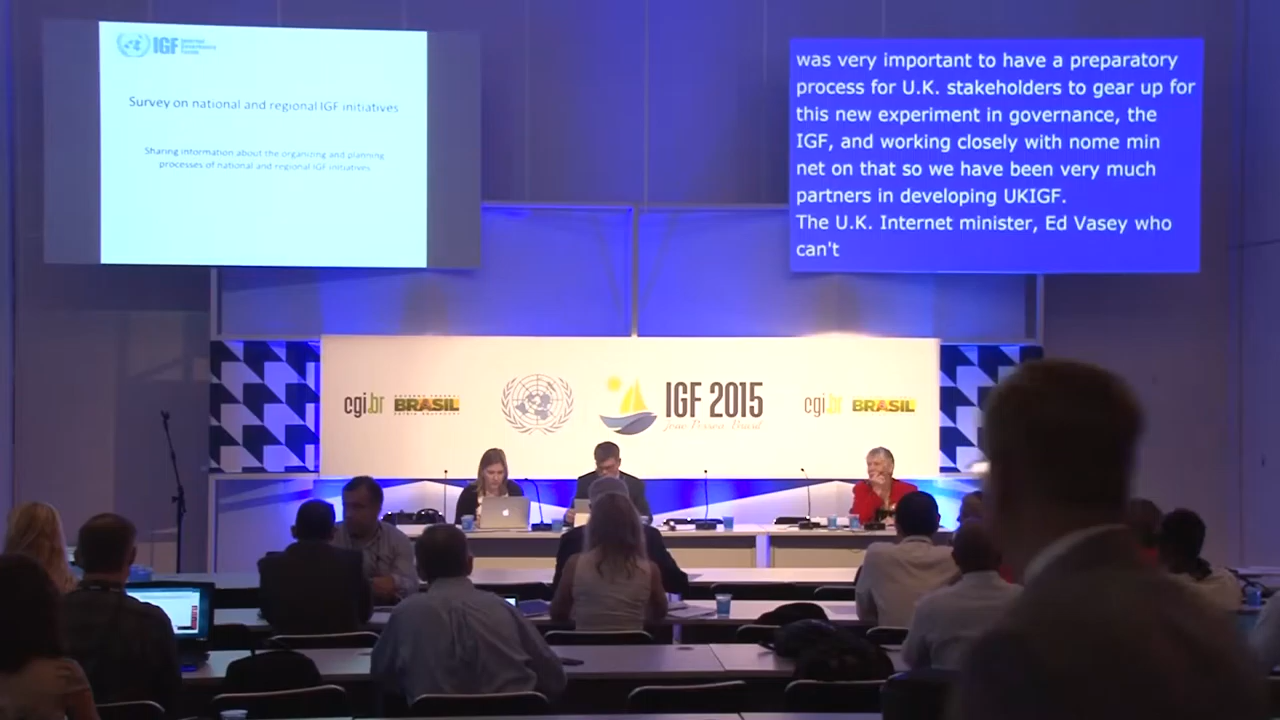 IGF
Survey on national and regional IGF initiatives
Sharing information about the organizing and planning
processes of national and regional IGF initiatives
was very important to have a preparatory
process for U.K. stakeholders to gear up for
this new experiment in governance, the
IGF, and working closely with nome min
net on that so we have been very much
partners in developing UKIGF.
The U.K. Internet minister, Ed Vasey who
can't
cgi.br
BRASIL
IGF 2015
João Pessoa, Brazil
cgi.br
BRASIL